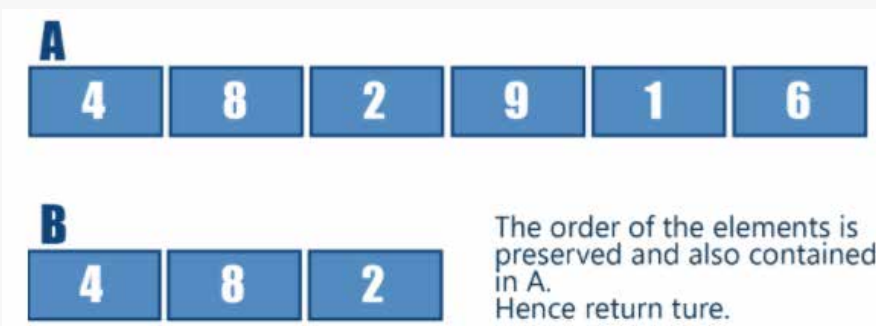 A
4 8 2 9 1 6
B
4 8 2
The order of the elements is
preserved and also contained
in A.
Hence return ture.